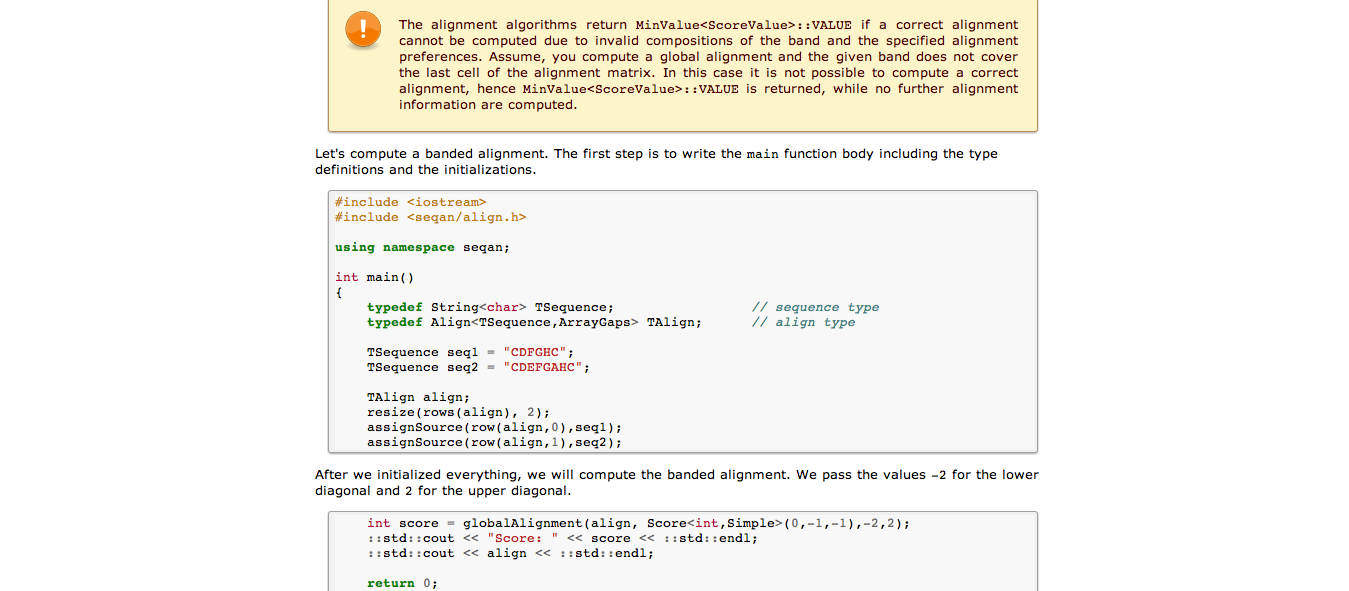 The alignment algorithms return MinValue<ScoreValue>::VALUE if a correct alignment
cannot be computed due to invalid compositions of the band and the specified alignment
preferences. Assume, you compute a global alignment and the given band does not cover
the last cell of the alignment matrix. In this case it is not possible to compute a correct
alignment, hence MinValue<ScoreValue>::VALUE is returned, while no further alignment
information are computed.
Let's compute a banded alignment. The first step is to write the main function body including the type
definitions and the initializations.
#include <iostream>
#include <seqan/align.h>
using namespace seqan;
int main()
{
    typedef String<char> TSequence;                 // sequence type
    typedef Align<TSequence,ArrayGaps> TAlign;      // align type
    TSequence seq1 = "CDFGHC";
    TSequence seq2 = "CDEFGAHC";
    TAlign align;
    resize(rows(align), 2);
    assignSource(row(align,0),seq1);
    assignSource(row(align,1),seq2);
After we initialized everything, we will compute the banded alignment. We pass the values -2 for the lower
diagonal and 2 for the upper diagonal.
    int score = globalAlignment(align, Score<int,Simple>(0,-1,-1),-2,2);
    ::std::cout << "Score: " << score << ::std::endl;
    ::std::cout << align << ::std::endl;
    return 0;